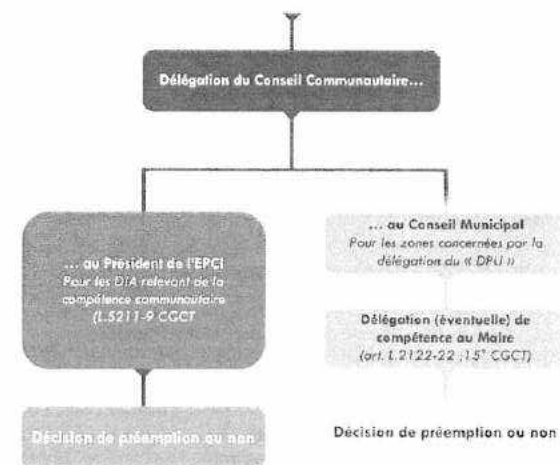 Délégation du Conseil Communautaire...
... au Président de l'EPCI
Pour les DIA relevant de la
compétence communautaire
(L.5211-9 CGCT
Décision de préemption ou non
... au Conseil Municipal
Pour les zones concernées par la
délégation du « DPU »
Délégation (éventuelle) de
compétence au Maire
(art. L.2122-22 ,15° CGCT)
Décision de préemption ou non